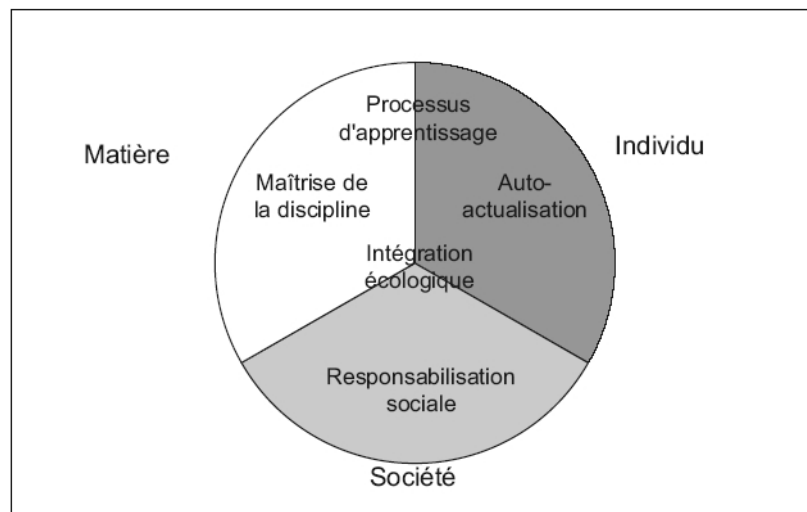 Processus
d'apprentissage
Matière
Individu
Maîtrise de
la discipline
Auto-
actualisation
Intégration
écologique
Responsabilisation
sociale
Société